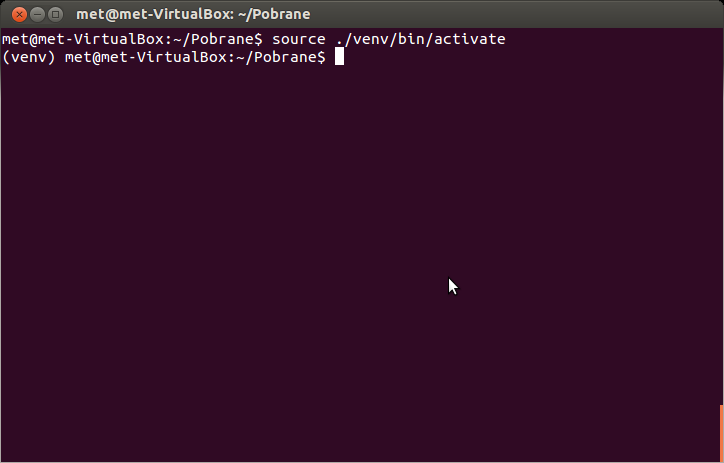 met@met-VirtualBox: ~/Pobrane
met@met-VirtualBox:~/Pobrane$ source ./venv/bin/activate
(venv) met@met-VirtualBox:~/Pobrane$